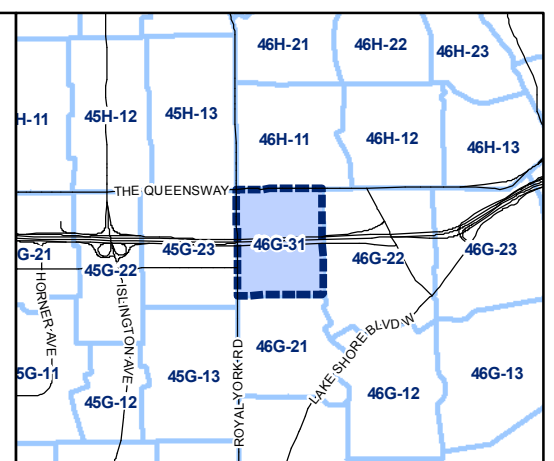 46H-21
46H-22
46H-23
H-11
45H-12
45H-13
46H-11
46H-12
46H-13
THE QUEENSWAY
G-21
45G-22
45G-23
46G-31
46G-22
46G-23
HORNER AVE
ISLINGTON AVE
ROYAL YORK RD
LAKE SHORE BLVD W
5G-11
45G-12
45G-13
46G-21
46G-12
46G-13